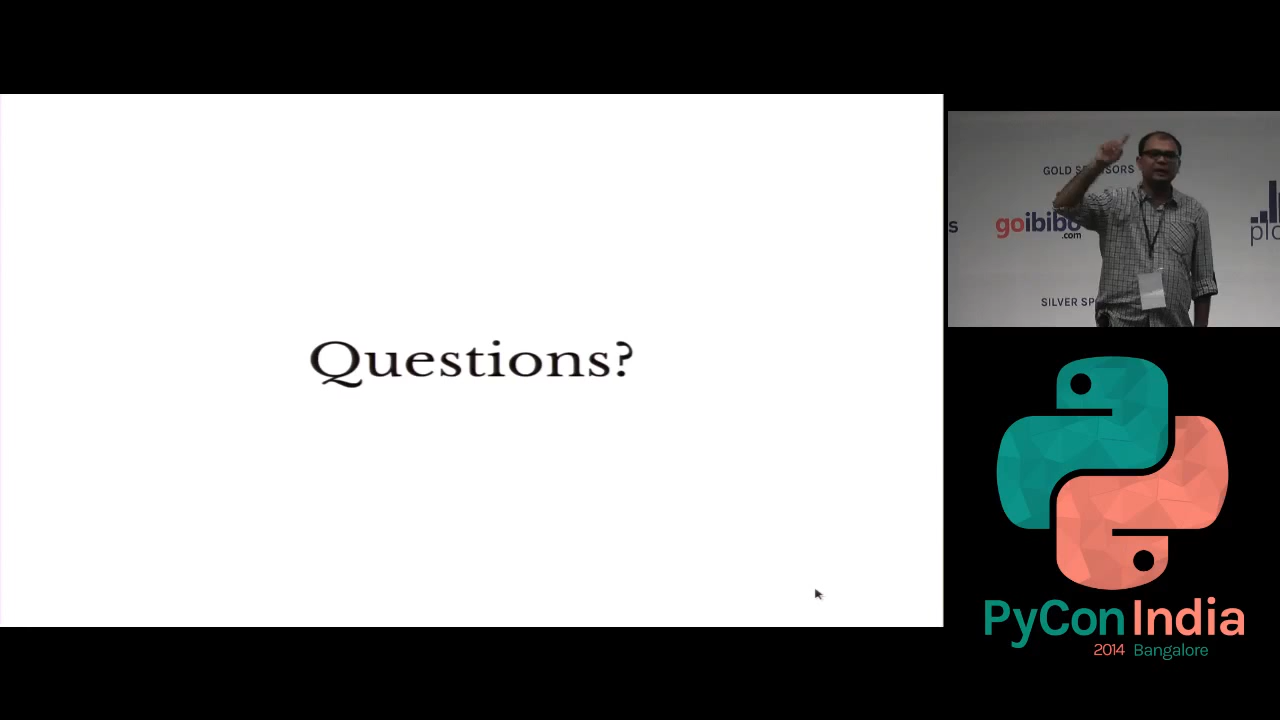 Questions?
GOLD SPONSORS
s
goibibo
.com
SILVER SP
PyCon India
2014 Bangalore